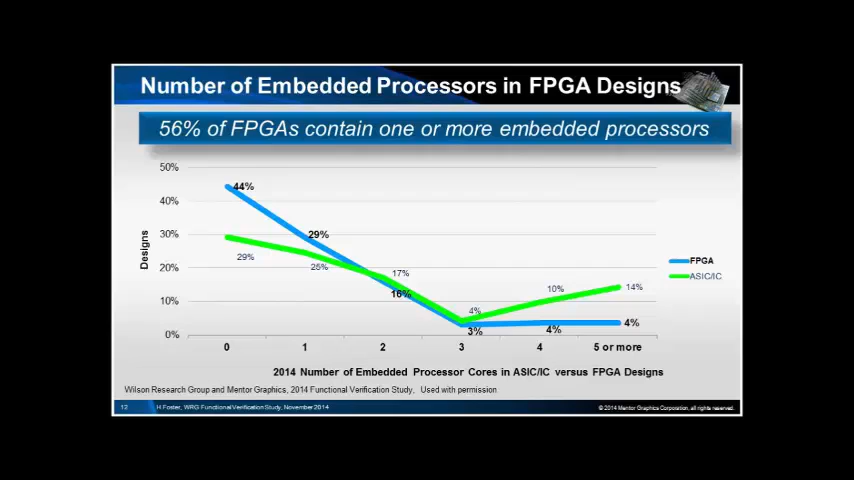 Number of Embedded Processors in FPGA Designs
56% of FPGAs contain one or more embedded processors
50%
40%
30%
20%
10%
0%
Designs
44%
29%
29%
25%
17%
16%
4%
3%
10%
4%
14%
4%
FPGA
ASIC/IC
0
1
2
3
4
5 or more
2014 Number of Embedded Processor Cores in ASIC/IC versus FPGA Designs
Wilson Research Group and Mentor Graphics, 2014 Functional Verification Study, Used with permission
12 H Foster, WRG Functional Verification Study, November 2014
© 2014 Mentor Graphics Corporation, all rights reserved.